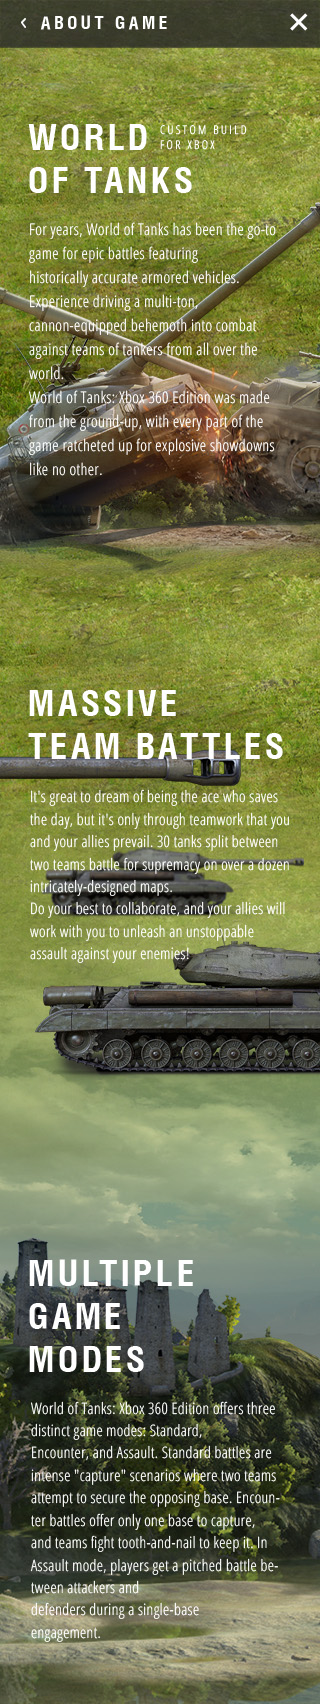 ‹ ABOUT GAME ✕
WORLD CUSTOM BUILD
FOR XBOX
OF TANKS
For years, World of Tanks has been the go-to
game for epic battles featuring
historically accurate armored vehicles.
Experience driving a multi-ton,
cannon-equipped behemoth into combat
against teams of tankers from all over the
world.
World of Tanks: Xbox 360 Edition was made
from the ground-up, with every part of the
game ratcheted up for explosive showdowns
like no other.
MASSIVE
TEAM BATTLES
It's great to dream of being the ace who saves
the day, but it's only through teamwork that you
and your allies prevail. 30 tanks split between
two teams battle for supremacy on over a dozen
intricately-designed maps.
Do your best to collaborate, and your allies will
work with you to unleash an unstoppable
assault against your enemies!
MULTIPLE
GAME
MODES
World of Tanks: Xbox 360 Edition offers three
distinct game modes: Standard,
Encounter, and Assault. Standard battles are
intense "capture" scenarios where two teams
attempt to secure the opposing base. Encoun-
ter battles offer only one base to capture,
and teams fight tooth-and-nail to keep it. In
Assault mode, players get a pitched battle be-
tween attackers and
defenders during a single-base
engagement.